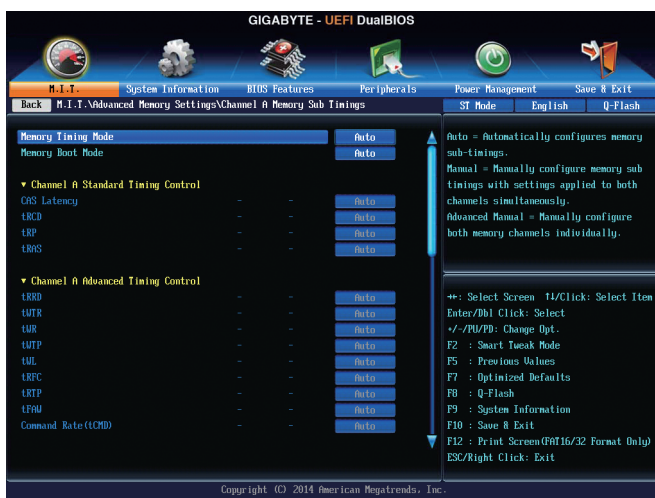 GIGABYTE - UEFI DualBIOS
M.I.T. System Information BIOS Features Peripherals Power Management Save & Exit
Back M.I.T.\Advanced Memory Settings\Channel A Memory Sub Timings ST Mode English Q-Flash
Memory Timing Mode Auto
Memory Boot Mode Auto
▾ Channel A Standard Timing Control
CAS Latency - - Auto
tRCD - - Auto
tRP - - Auto
tRAS - - Auto
▾ Channel A Advanced Timing Control
tRRD - - Auto
tWTR - - Auto
tWR - - Auto
tWTP - - Auto
tWL - - Auto
tRFC - - Auto
tRTP - - Auto
tFAW - - Auto
Command Rate(tCMD) - - Auto
Auto = Automatically configures memory
sub-timings.
Manual = Manually configure memory sub
timings with settings applied to both
channels simultaneously.
Advanced Manual = Manually configure
both memory channels individually.
→←: Select Screen ↑↓/Click: Select Item
Enter/Dbl Click: Select
+/-/PU/PD: Change Opt.
F2 : Smart Tweak Mode
F5 : Previous Values
F7 : Optimized Defaults
F8 : Q-Flash
F9 : System Information
F10 : Save & Exit
F12 : Print Screen(FAT16/32 Format Only)
ESC/Right Click: Exit
Copyright (C) 2014 American Megatrends, Inc.